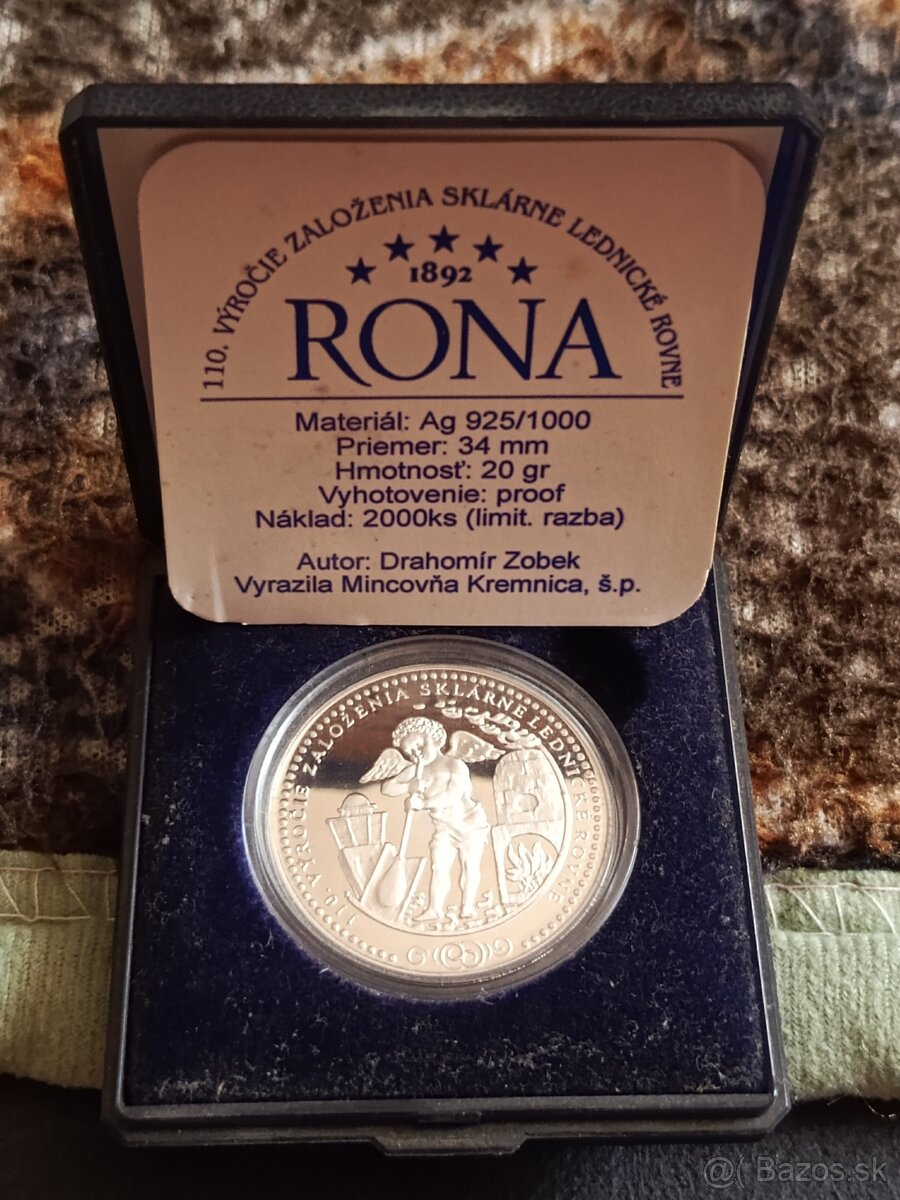 110. VÝROČIE ZALOŽENIA SKLÁRNE LEDNICKÉ ROVNE
1892
RONA
Materiál: Ag 925/1000
Priemer: 34 mm
Hmotnosť: 20 gr
Vyhotovenie: proof
Náklad: 2000ks (limit. razba)
Autor: Drahomír Zobek
Vyrazila Mincovňa Kremnica, š.p.
110. VÝROČIE ZALOŽENIA SKLÁRNE LEDNICKÉ ROVNE
@( Bazos.sk